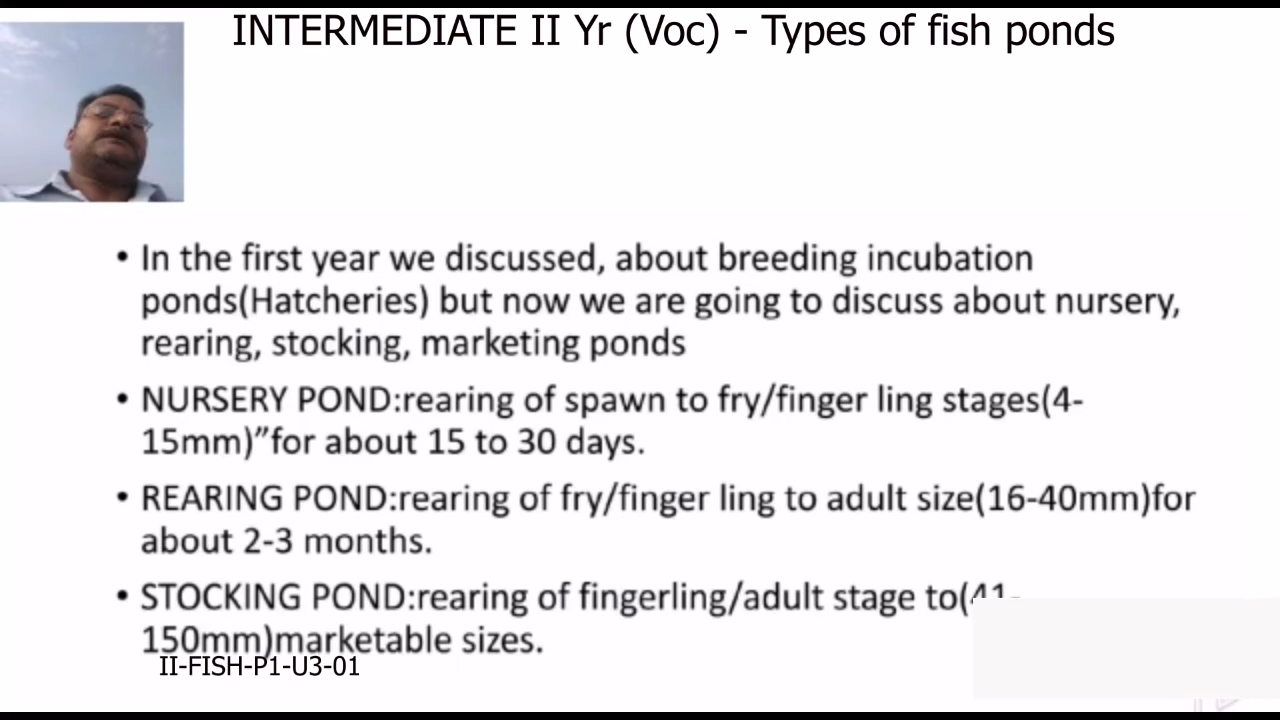 INTERMEDIATE II Yr (Voc) - Types of fish ponds
• In the first year we discussed, about breeding incubation
ponds(Hatcheries) but now we are going to discuss about nursery,
rearing, stocking, marketing ponds
• NURSERY POND:rearing of spawn to fry/finger ling stages(4-
15mm)”for about 15 to 30 days.
• REARING POND:rearing of fry/finger ling to adult size(16-40mm)for
about 2-3 months.
• STOCKING POND:rearing of fingerling/adult stage to(41-
150mm)marketable sizes.
II-FISH-P1-U3-01